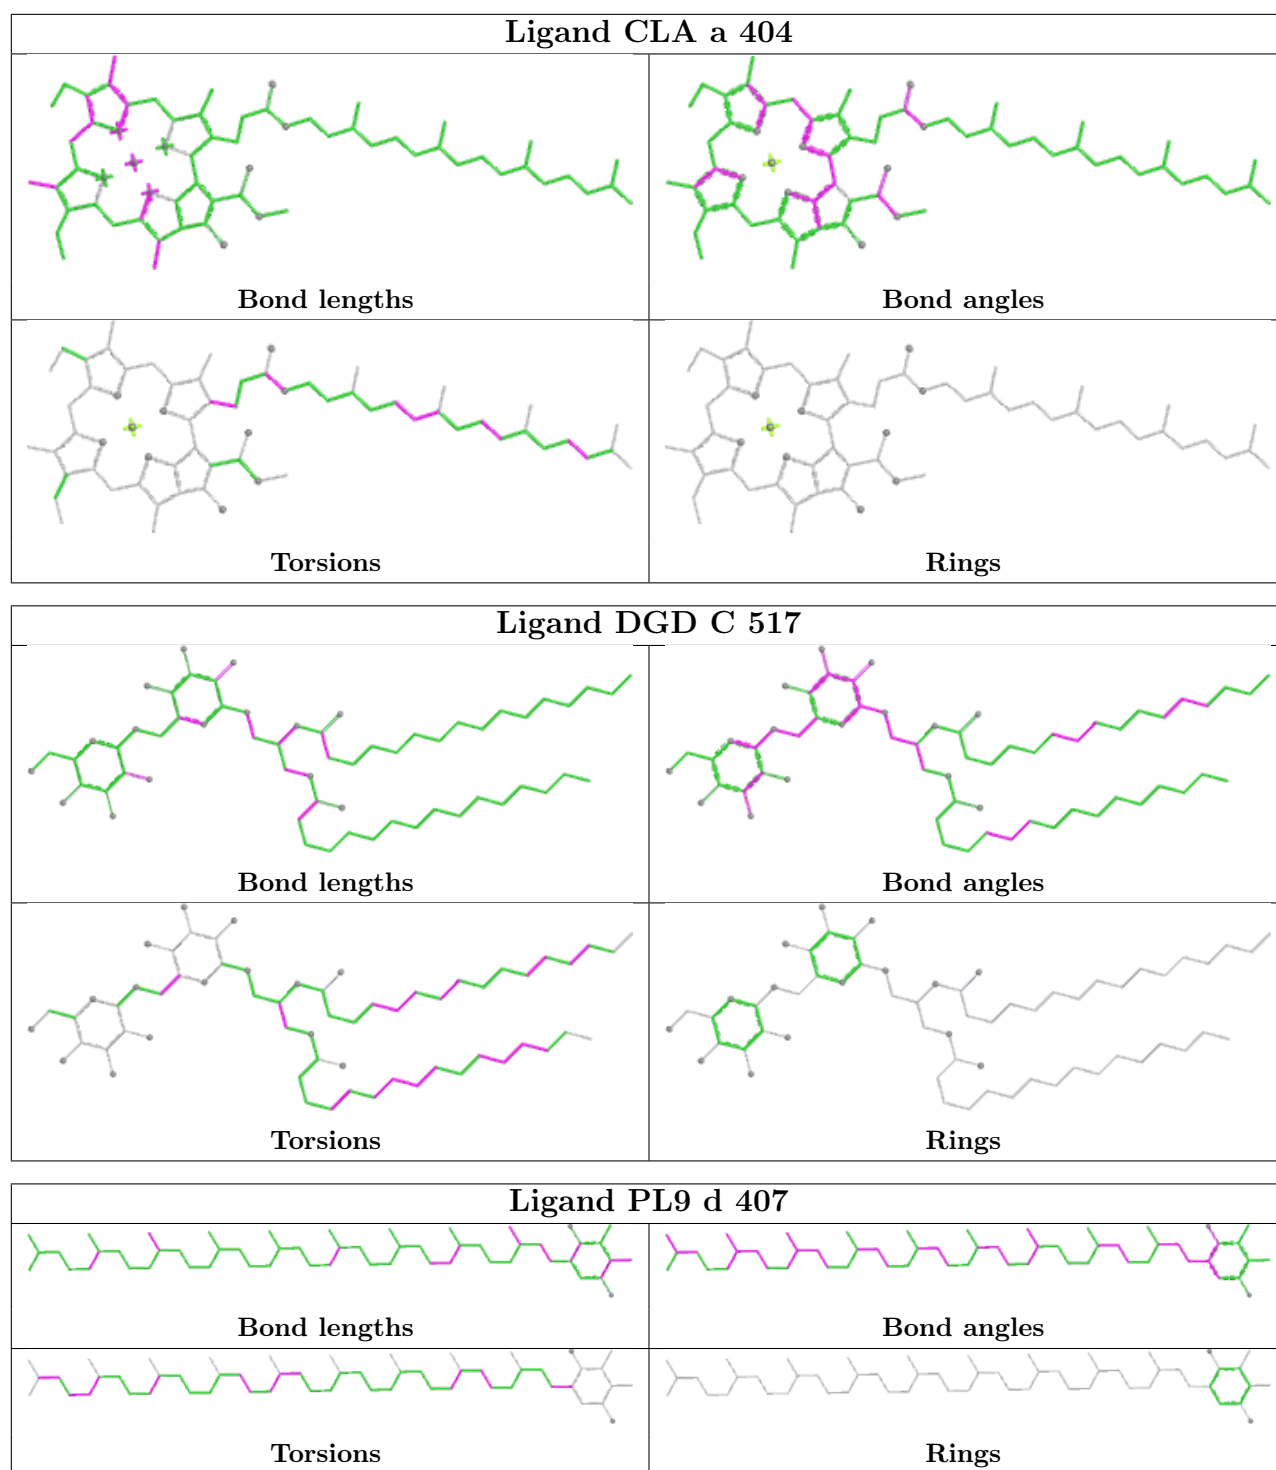 Ligand CLA a 404
Bond lengths
Bond angles
Torsions
Rings
Ligand DGD C 517
Bond lengths
Bond angles
Torsions
Rings
Ligand PL9 d 407
Bond lengths
Bond angles
Torsions
Rings